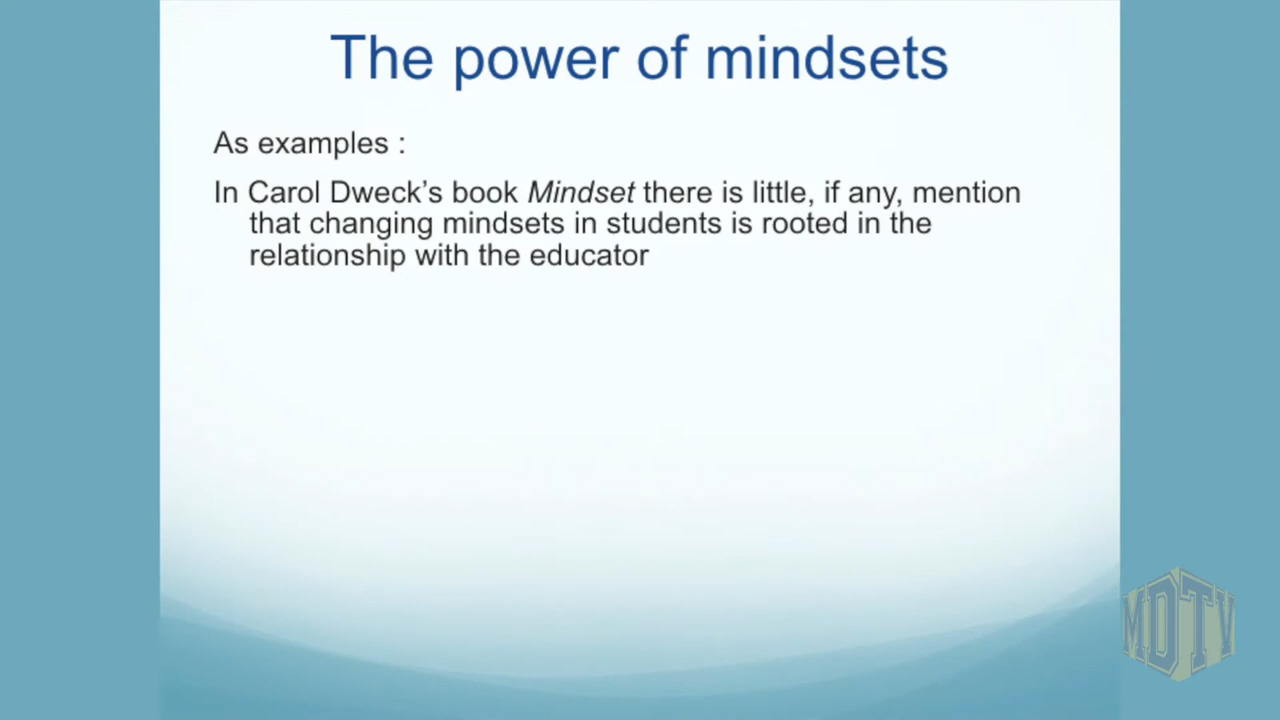 The power of mindsets
As examples :
In Carol Dweck’s book Mindset there is little, if any, mention
that changing mindsets in students is rooted in the
relationship with the educator
MDTV